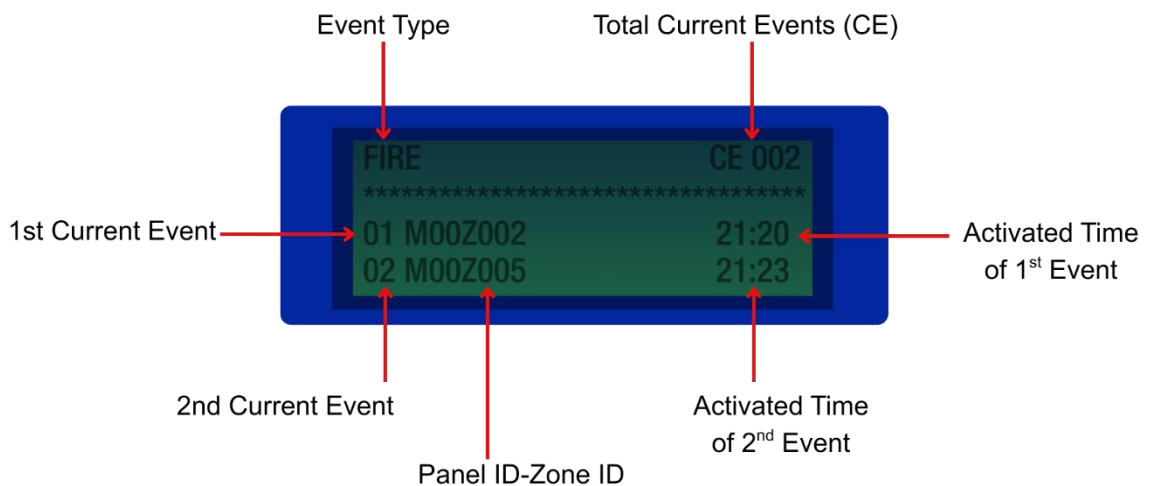 Event Type
Total Current Events (CE)
FIRE CE 002
***********************************
1st Current Event
01 M00Z002 21:20
Activated Time
of 1st Event
02 M00Z005 21:23
2nd Current Event
Activated Time
of 2nd Event
Panel ID-Zone ID